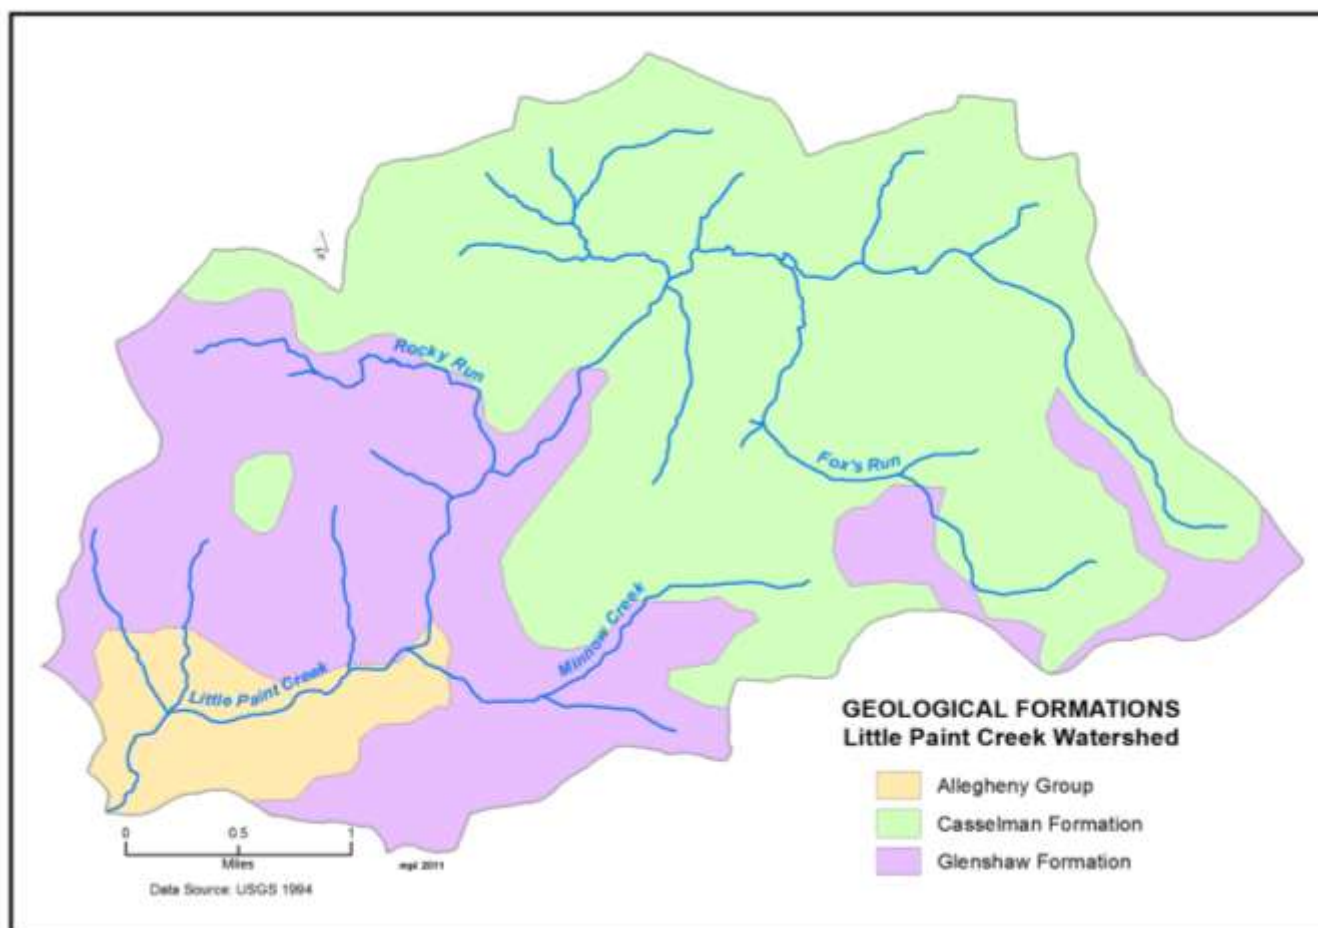 Rocky Run
Fox's Run
Minnow Creek
Little Paint Creek
GEOLOGICAL FORMATIONS
Little Paint Creek Watershed
Allegheny Group
Casselman Formation
Glenshaw Formation
0 0.5 1
Miles
mpl 2011
Data Source: USGS 1994